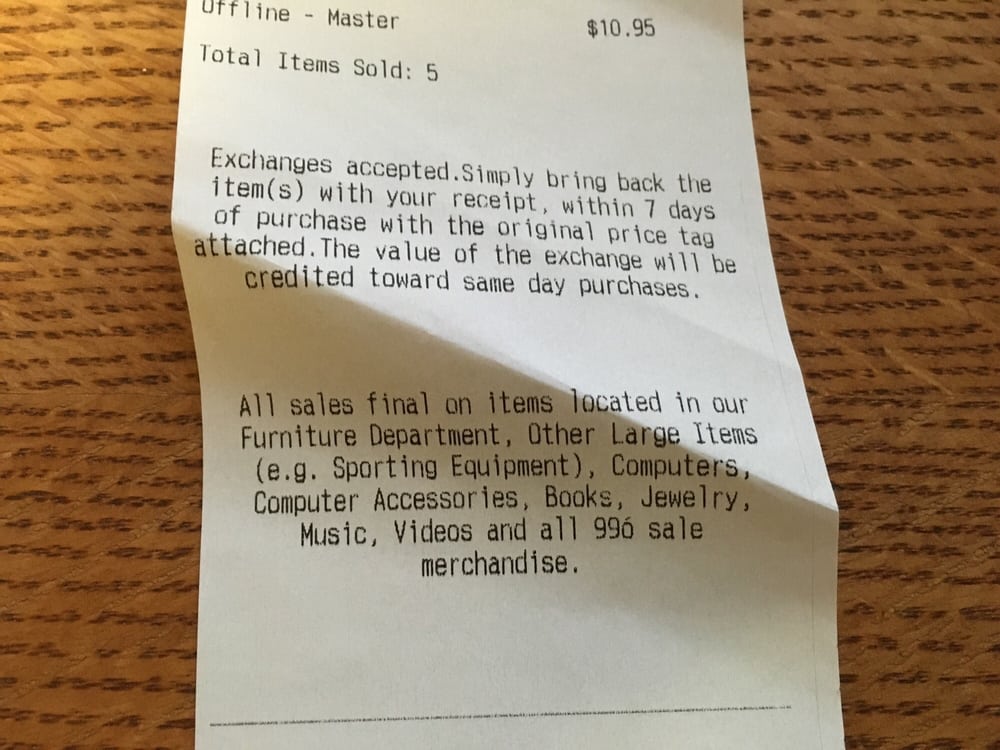 Offline - Master $10.95
Total Items Sold: 5
Exchanges accepted.Simply bring back the
item(s) with your receipt, within 7 days
of purchase with the original price tag
attached.The value of the exchange will be
credited toward same day purchases.
All sales final on items located in our
Furniture Department, Other Large Items
(e.g. Sporting Equipment), Computers,
Computer Accessories, Books, Jewelry,
Music, Videos and all 99ó sale
merchandise.